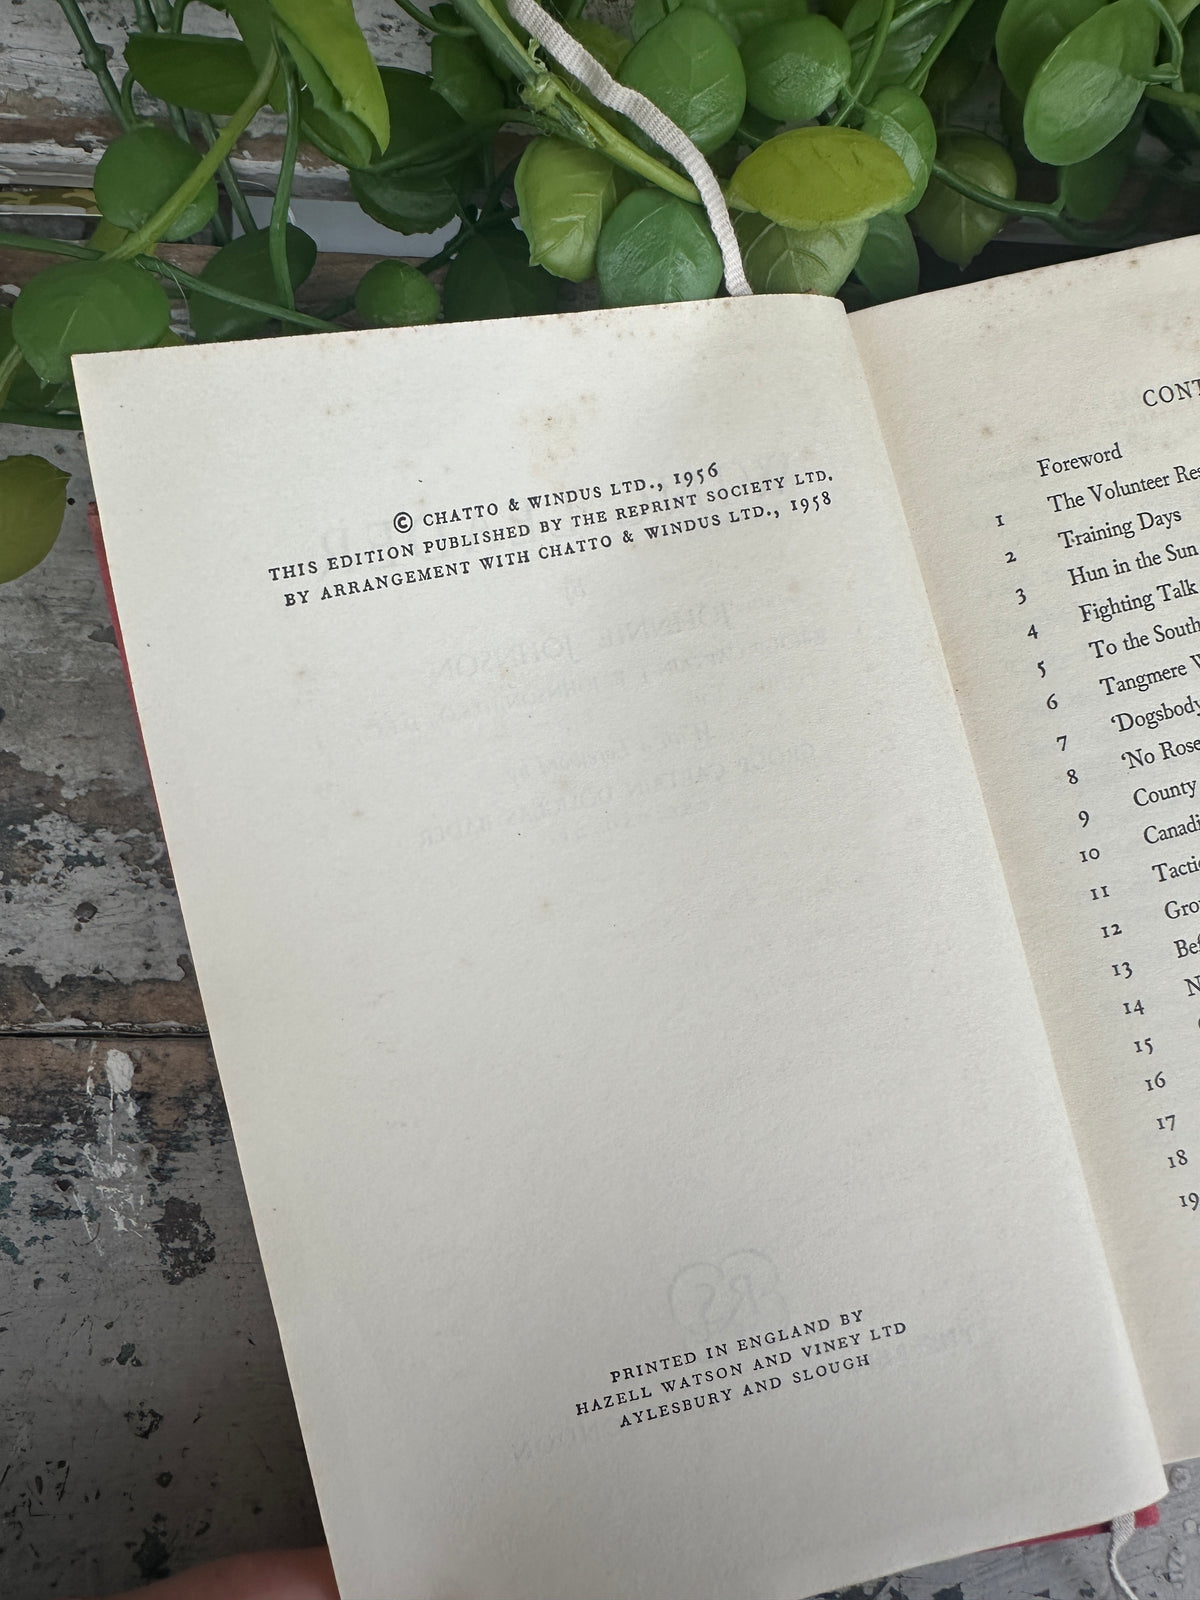 © CHATTO & WINDUS LTD., 1956
THIS EDITION PUBLISHED BY THE REPRINT SOCIETY LTD.
BY ARRANGEMENT WITH CHATTO & WINDUS LTD., 1958
PRINTED IN ENGLAND BY
HAZELL WATSON AND VINEY LTD
AYLESBURY AND SLOUGH
CONT
Foreword
1 The Volunteer Res
2 Training Days
3 Hun in the Sun
4 Fighting Talk
5 To the South
6 Tangmere W
7 ‘Dogsbody
8 ‘No Rose
9 County
10 Canadi
11 Tacti
12 Gro
13 Bef
14 N
15
16
17
18
19